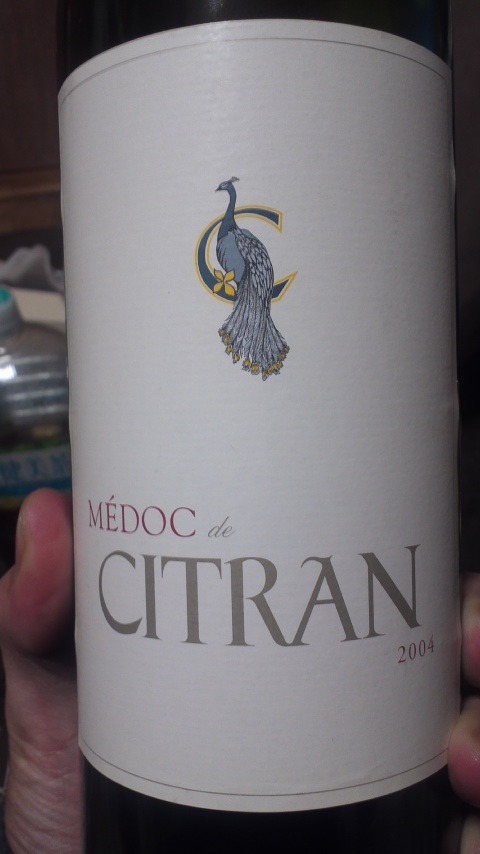 C
MÉDOC de
CITRAN
2004